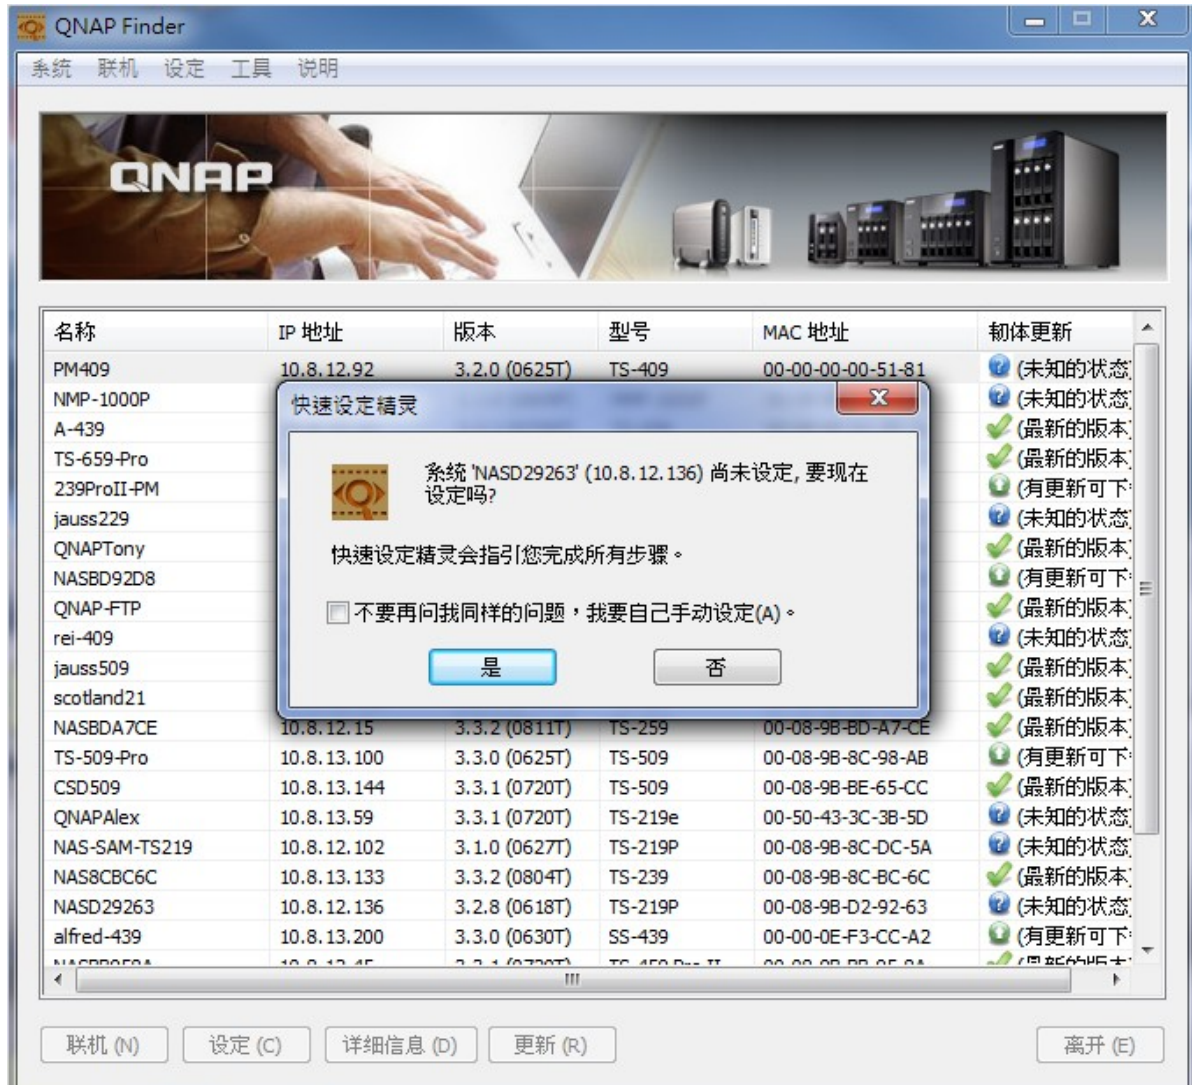 QNAP Finder
系统 联机 设定 工具 说明
QNAP
名称 IP 地址 版本 型号 MAC 地址 韧体更新
PM409 10.8.12.92 3.2.0 (0625T) TS-409 00-00-00-00-51-81 (未知的状态
NMP-1000P (未知的状态
快速设定精灵
A-439 (最新的版本
TS-659-Pro (最新的版本
系统 'NASD29263' (10.8.12.136) 尚未设定, 要现在
设定吗?
239ProII-PM (有更新可下
jauss229 (未知的状态
QNAPTony (最新的版本
快速设定精灵会指引您完成所有步骤。
NASBD92D8 (有更新可下
QNAP-FTP (最新的版本
不要再问我同样的问题，我要自己手动设定(A)。
rei-409 (未知的状态
jauss509 (最新的版本
是 否
scotland21 (最新的版本
NASBDA7CE 10.8.12.15 3.3.2 (0811T) TS-259 00-08-9B-BD-A7-CE (最新的版本
TS-509-Pro 10.8.13.100 3.3.0 (0625T) TS-509 00-08-9B-8C-98-AB (有更新可下
CSD509 10.8.13.144 3.3.1 (0720T) TS-509 00-08-9B-BE-65-CC (最新的版本
QNAPAlex 10.8.13.59 3.3.1 (0720T) TS-219e 00-50-43-3C-3B-5D (未知的状态
NAS-SAM-TS219 10.8.12.102 3.1.0 (0627T) TS-219P 00-08-9B-8C-DC-5A (未知的状态
NAS8CBC6C 10.8.13.133 3.3.2 (0804T) TS-239 00-08-9B-8C-BC-6C (最新的版本
NASD29263 10.8.12.136 3.2.8 (0618T) TS-219P 00-08-9B-D2-92-63 (未知的状态
alfred-439 10.8.13.200 3.3.0 (0630T) SS-439 00-00-0E-F3-CC-A2 (有更新可下
联机 (N) 设定 (C) 详细信息 (D) 更新 (R) 离开 (E)